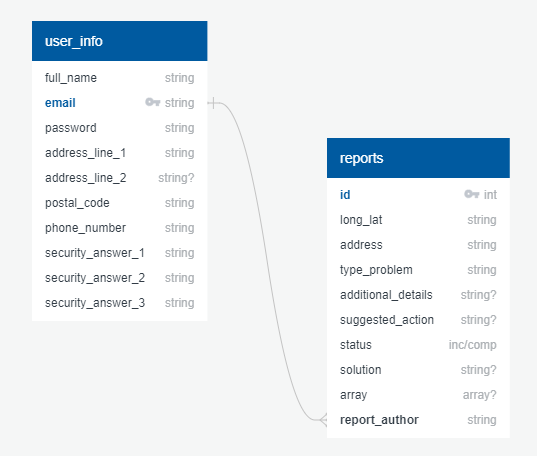 user_info
full_name string
email string
password string
address_line_1 string
address_line_2 string?
postal_code string
phone_number string
security_answer_1 string
security_answer_2 string
security_answer_3 string
reports
id int
long_lat string
address string
type_problem string
additional_details string?
suggested_action string?
status inc/comp
solution string?
array array?
report_author string